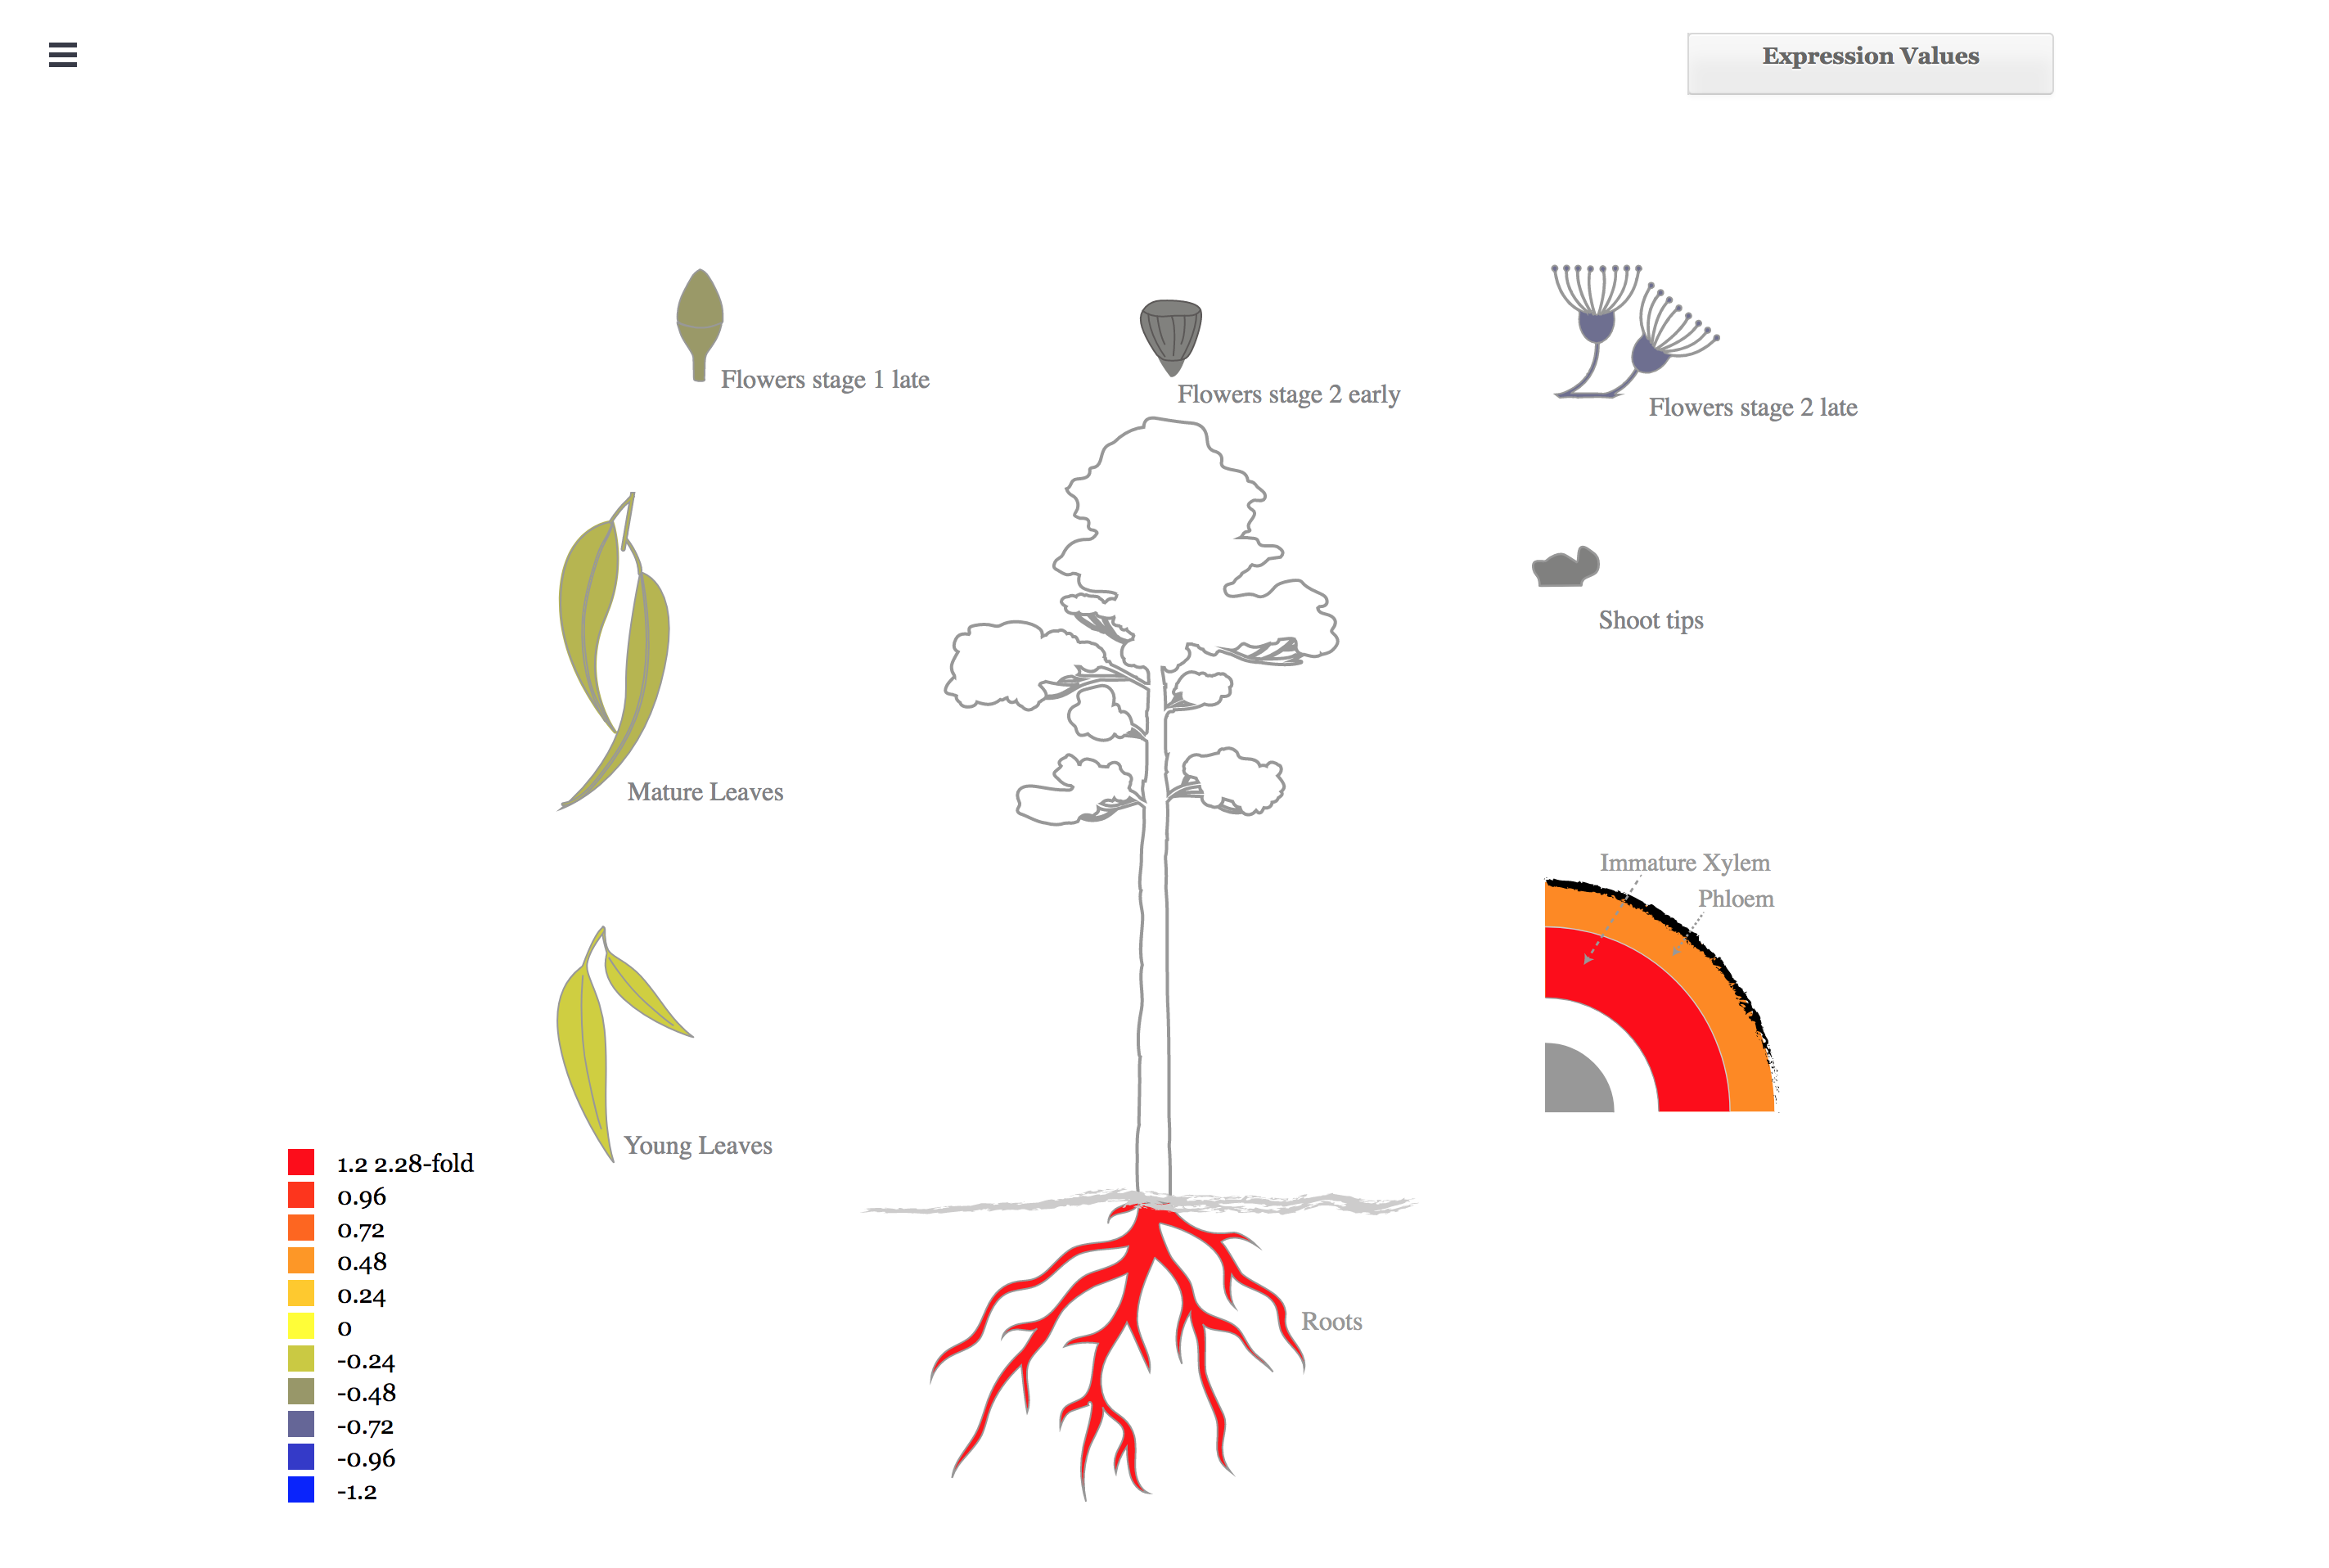 Expression Values
Flowers stage 1 late
Flowers stage 2 early
Flowers stage 2 late
Shoot tips
Mature Leaves
Immature Xylem
Phloem
Young Leaves
1.2 2.28-fold
0.96
0.72
0.48
0.24
0
-0.24
-0.48
-0.72
-0.96
-1.2
Roots